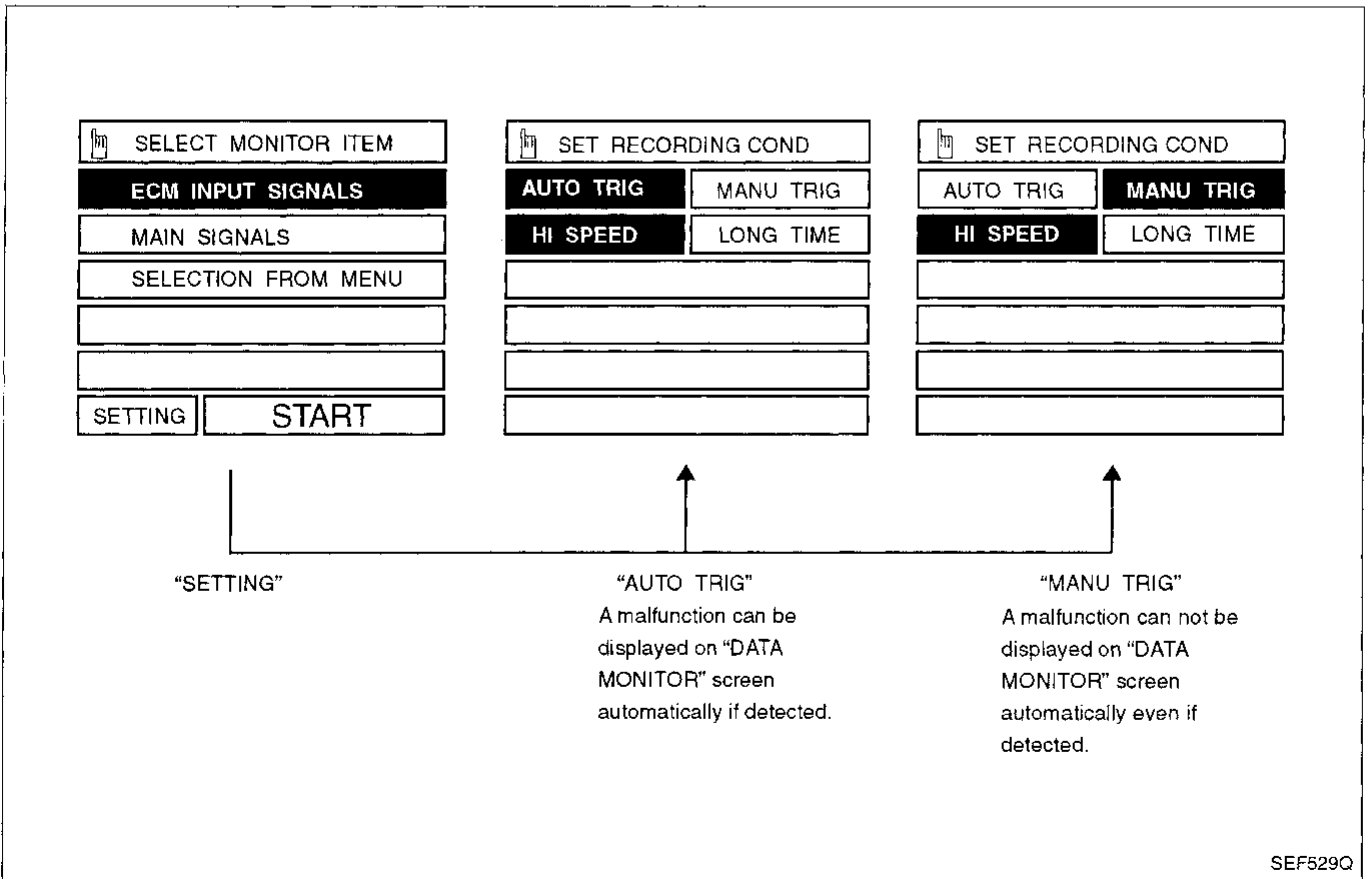 SELECT MONITOR ITEM
ECM INPUT SIGNALS
MAIN SIGNALS
SELECTION FROM MENU
SETTING START
"SETTING"
SET RECORDING COND
AUTO TRIG MANU TRIG
HI SPEED LONG TIME
"AUTO TRIG"
A malfunction can be
displayed on "DATA
MONITOR" screen
automatically if detected.
SET RECORDING COND
AUTO TRIG MANU TRIG
HI SPEED LONG TIME
"MANU TRIG"
A malfunction can not be
displayed on "DATA
MONITOR" screen
automatically even if
detected.
SEF529Q